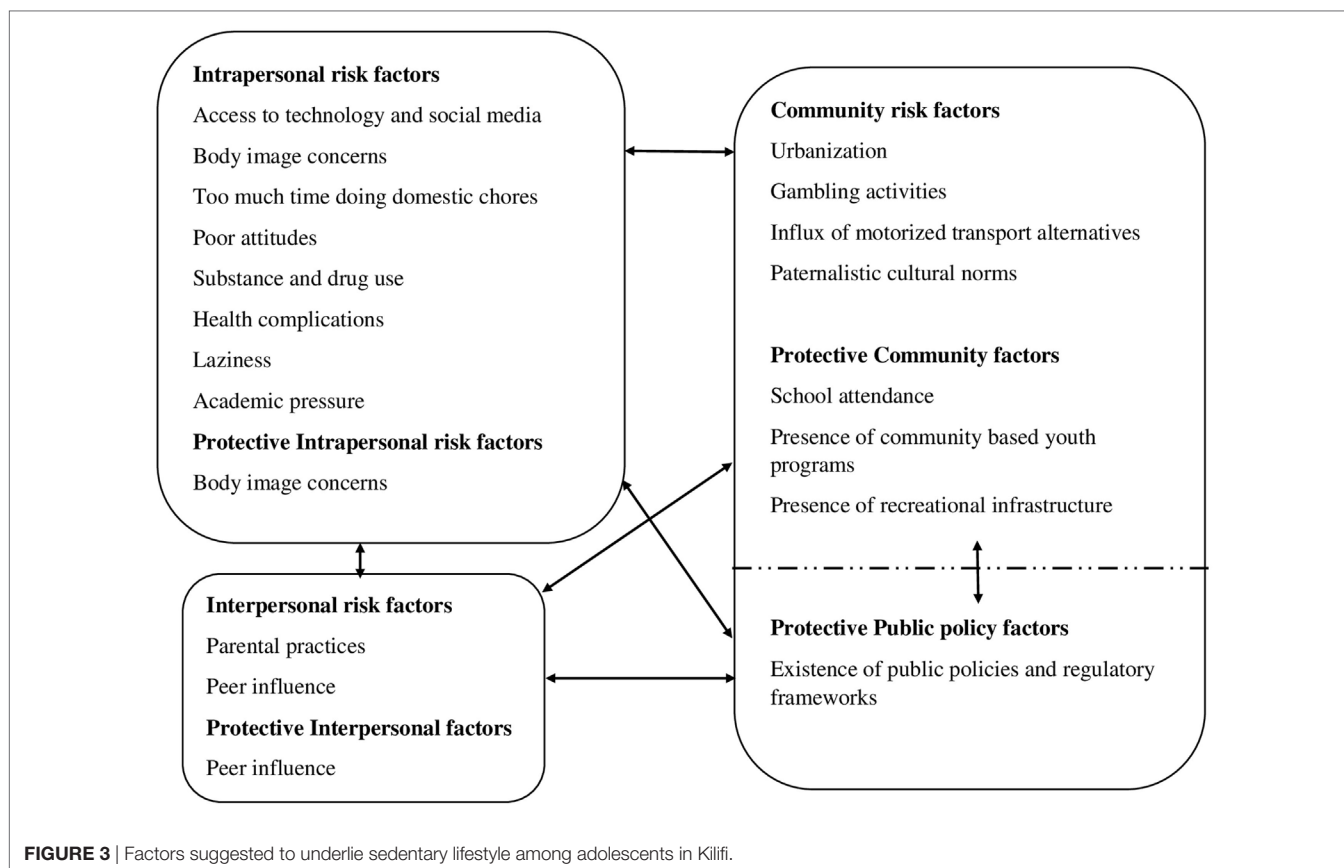 Intrapersonal risk factors
Access to technology and social media
Body image concerns
Too much time doing domestic chores
Poor attitudes
Substance and drug use
Health complications
Laziness
Academic pressure
Protective Intrapersonal risk factors
Body image concerns
Interpersonal risk factors
Parental practices
Peer influence
Protective Interpersonal factors
Peer influence
Community risk factors
Urbanization
Gambling activities
Influx of motorized transport alternatives
Paternalistic cultural norms
Protective Community factors
School attendance
Presence of community based youth
programs
Presence of recreational infrastructure
Protective Public policy factors
Existence of public policies and regulatory
frameworks
FIGURE 3 | Factors suggested to underlie sedentary lifestyle among adolescents in Kilifi.